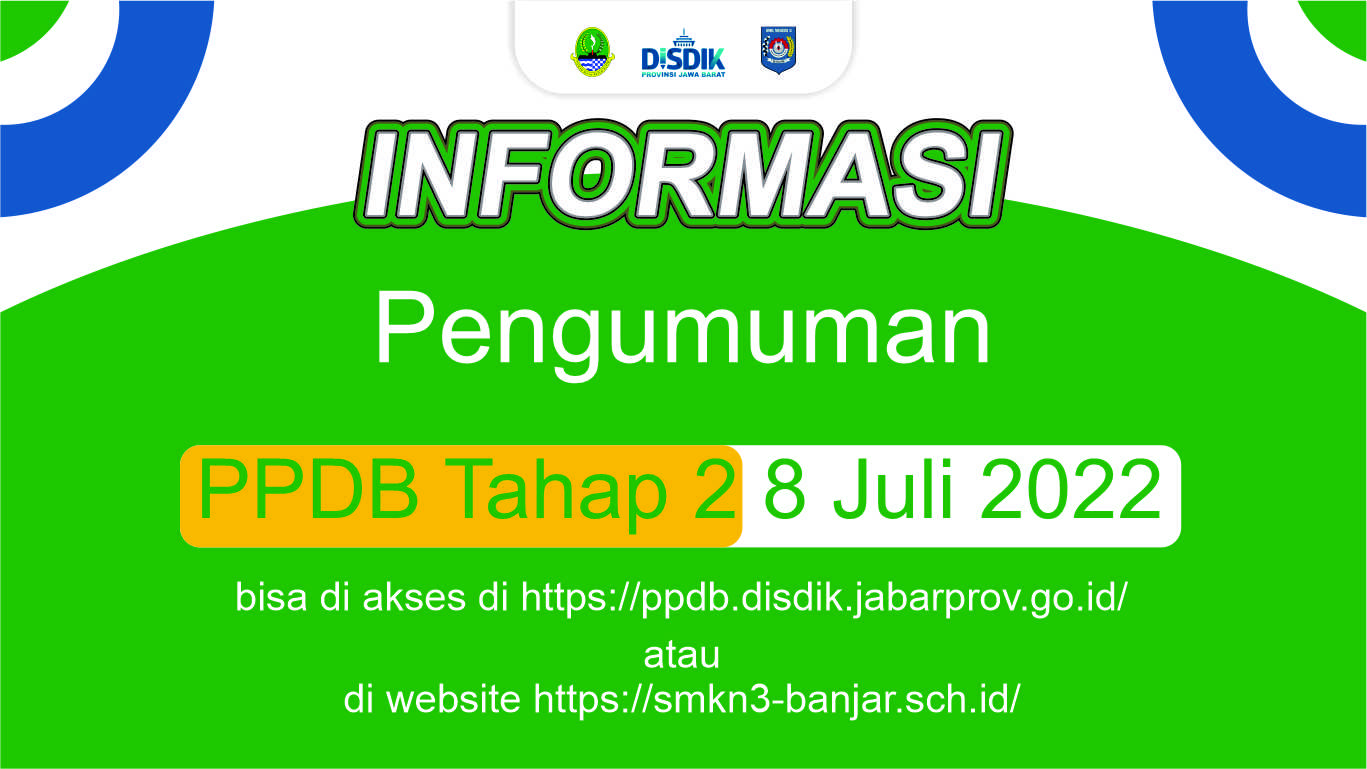 DISDIK
PROVINSI JAWA BARAT
INFORMASI
Pengumuman
PPDB Tahap 2 8 Juli 2022
bisa di akses di https://ppdb.disdik.jabarprov.go.id/
atau
di website https://smkn3-banjar.sch.id/